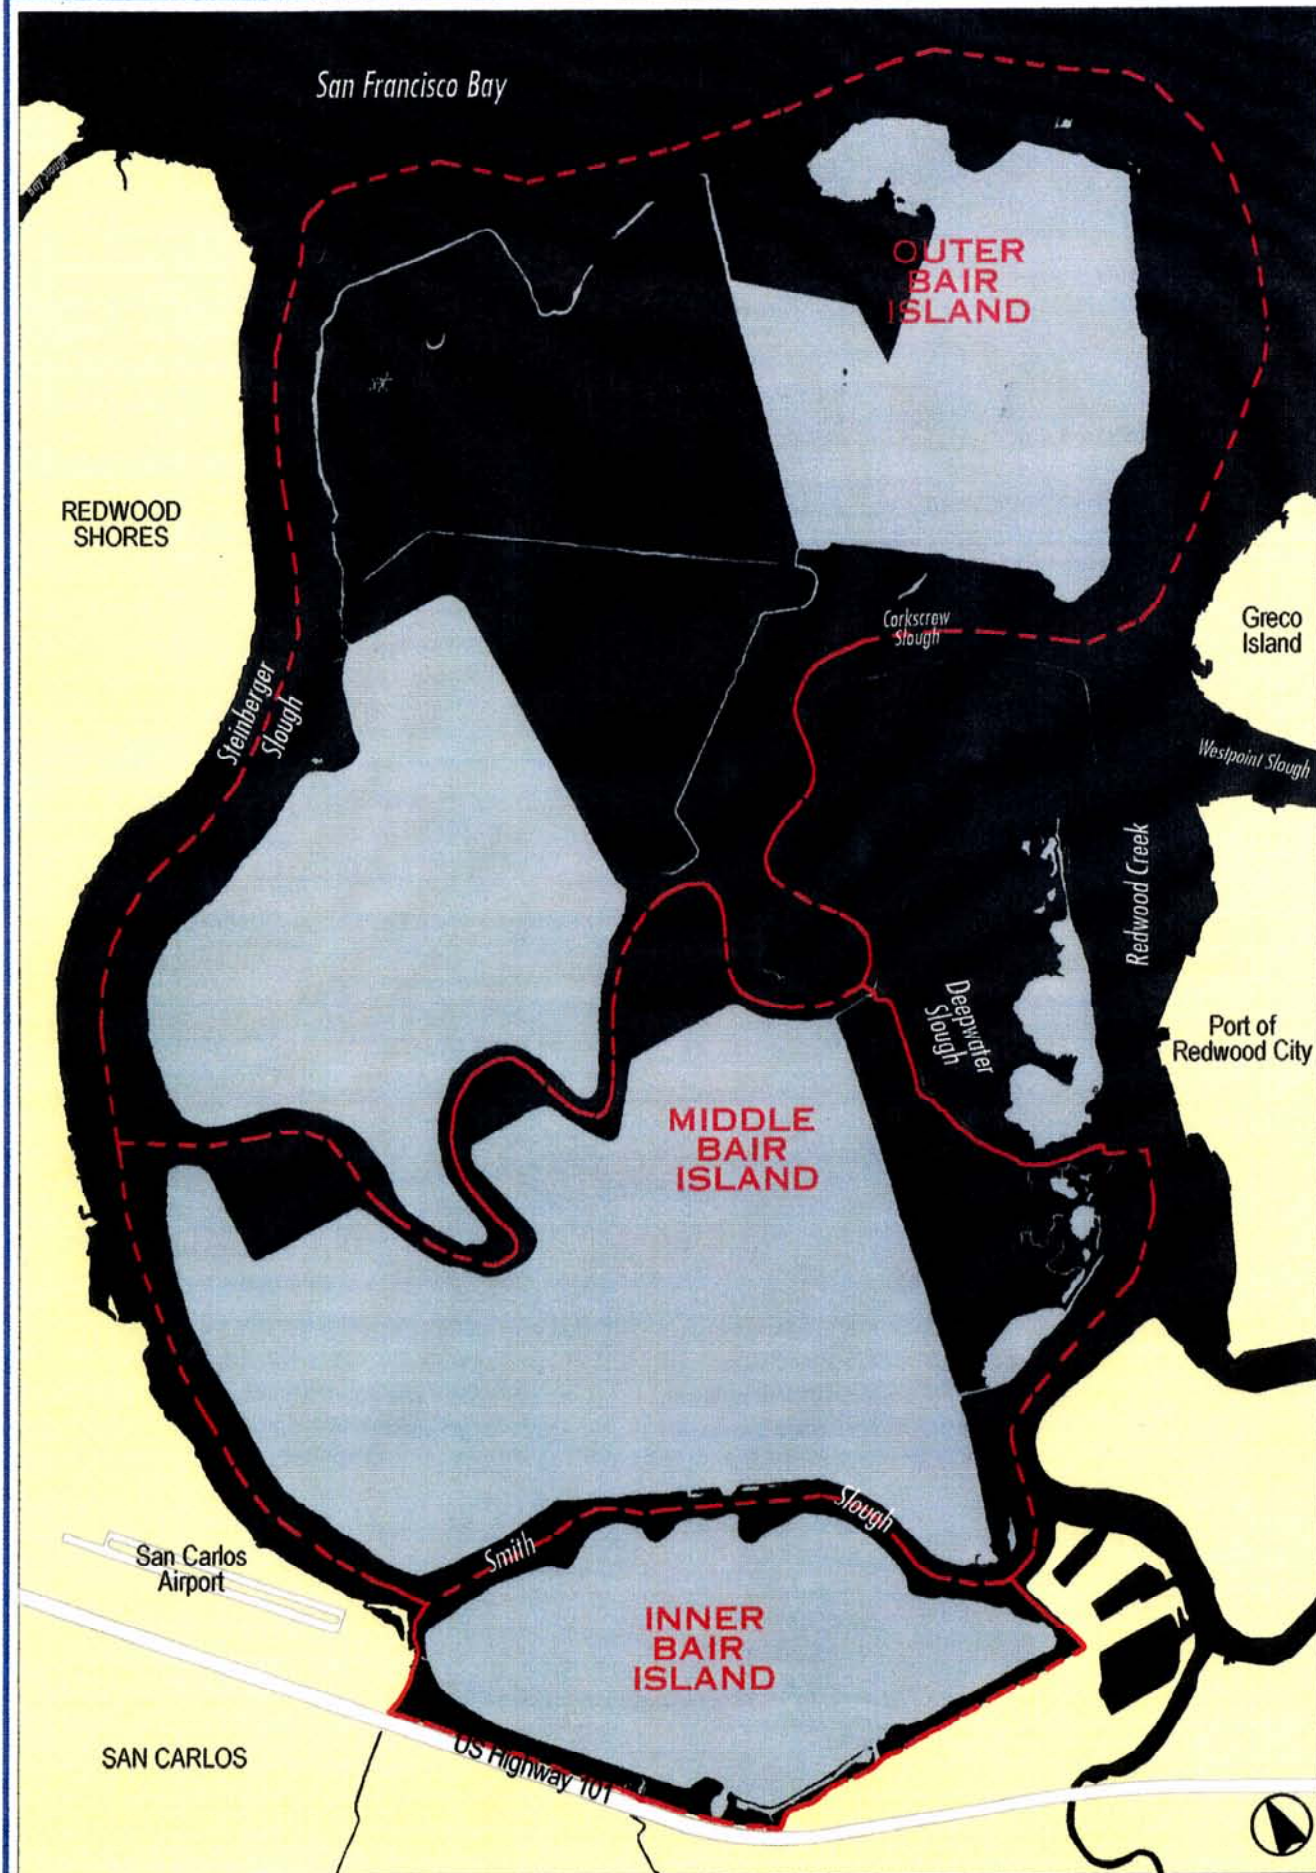 San Francisco Bay
Bay Slough
OUTER
BAIR
ISLAND
REDWOOD
SHORES
Corkscrew
Slough
Greco
Island
Steinberger
Slough
Westpoint Slough
Redwood Creek
Deepwater
Slough
Port of
Redwood City
MIDDLE
BAIR
ISLAND
Smith
Slough
San Carlos
Airport
INNER
BAIR
ISLAND
SAN CARLOS
US Highway 101